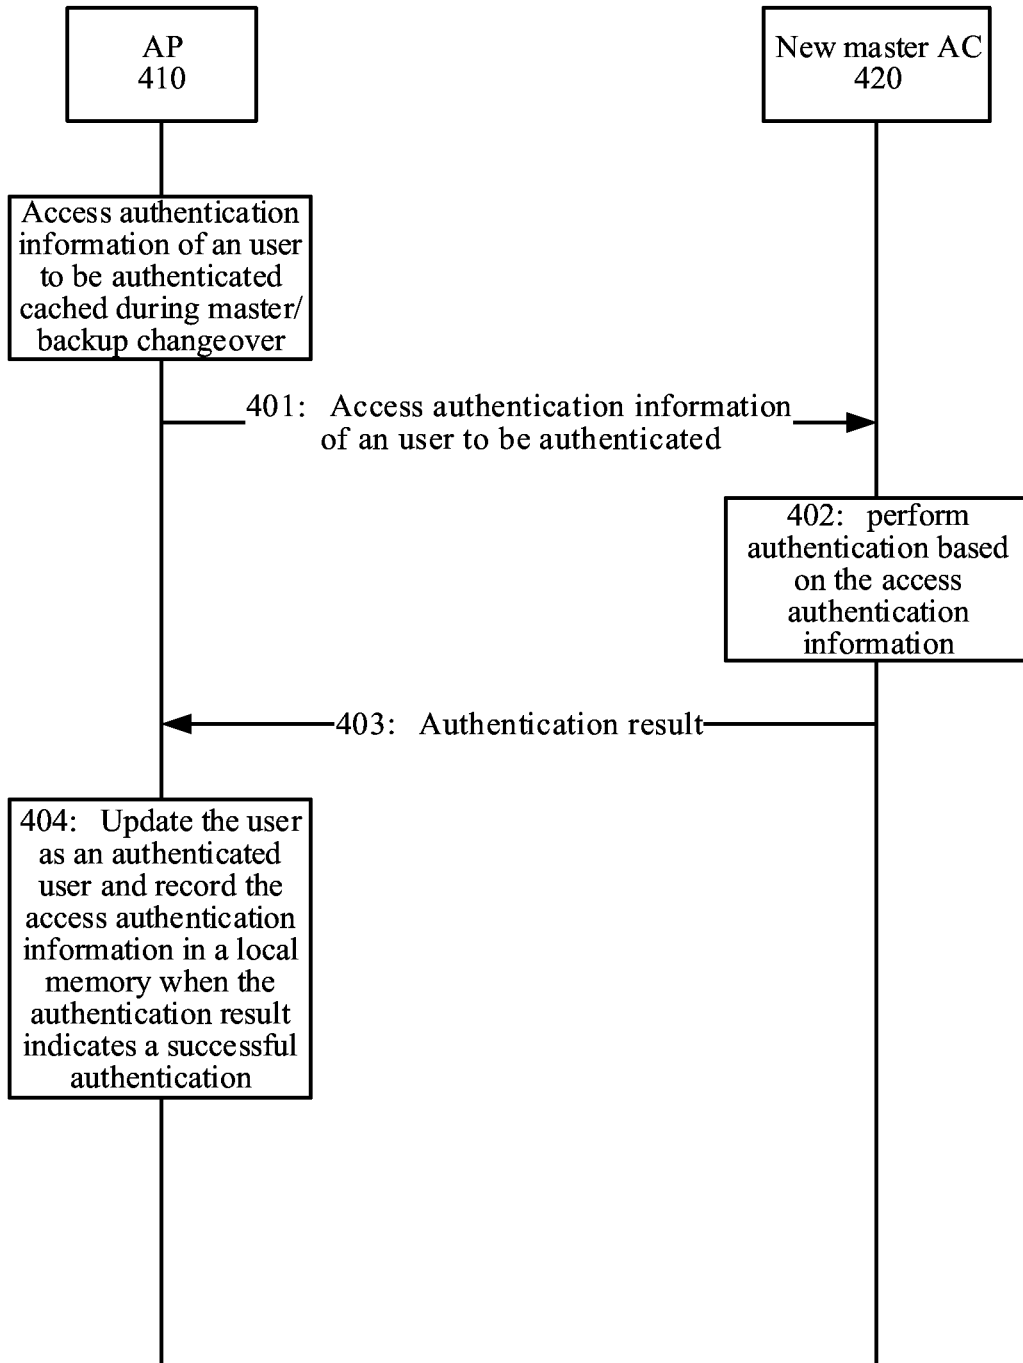 AP
410
New master AC
420
Access authentication
information of an user
to be authenticated
cached during master/
backup changeover
401: Access authentication information
of an user to be authenticated
402: perform
authentication based
on the access
authentication
information
403: Authentication result
404: Update the user
as an authenticated
user and record the
access authentication
information in a local
memory when the
authentication result
indicates a successful
authentication